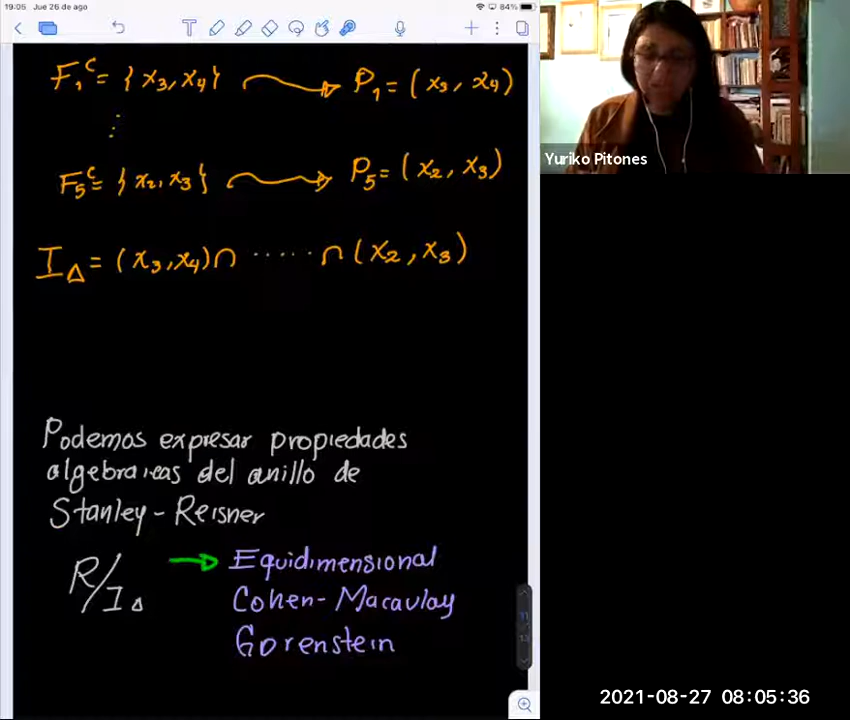 19:05 Jue 26 de ago
84%
F₁ᶜ = { x₃, x₄ } → P₁ = ( x₃ , x₄ )
⋮
F₅ᶜ = { x₂, x₃ } → P₅ = ( x₂ , x₃ )
I_Δ = ( x₃, x₄ ) ∩ ····· ∩ ( x₂ , x₃ )
Podemos expresar propiedades
algebraicas del anillo de
Stanley - Reisner
R/I_Δ → Equidimensional
Cohen - Macaulay
Gorenstein
11
13
Yuriko Pitones
2021-08-27 08:05:36